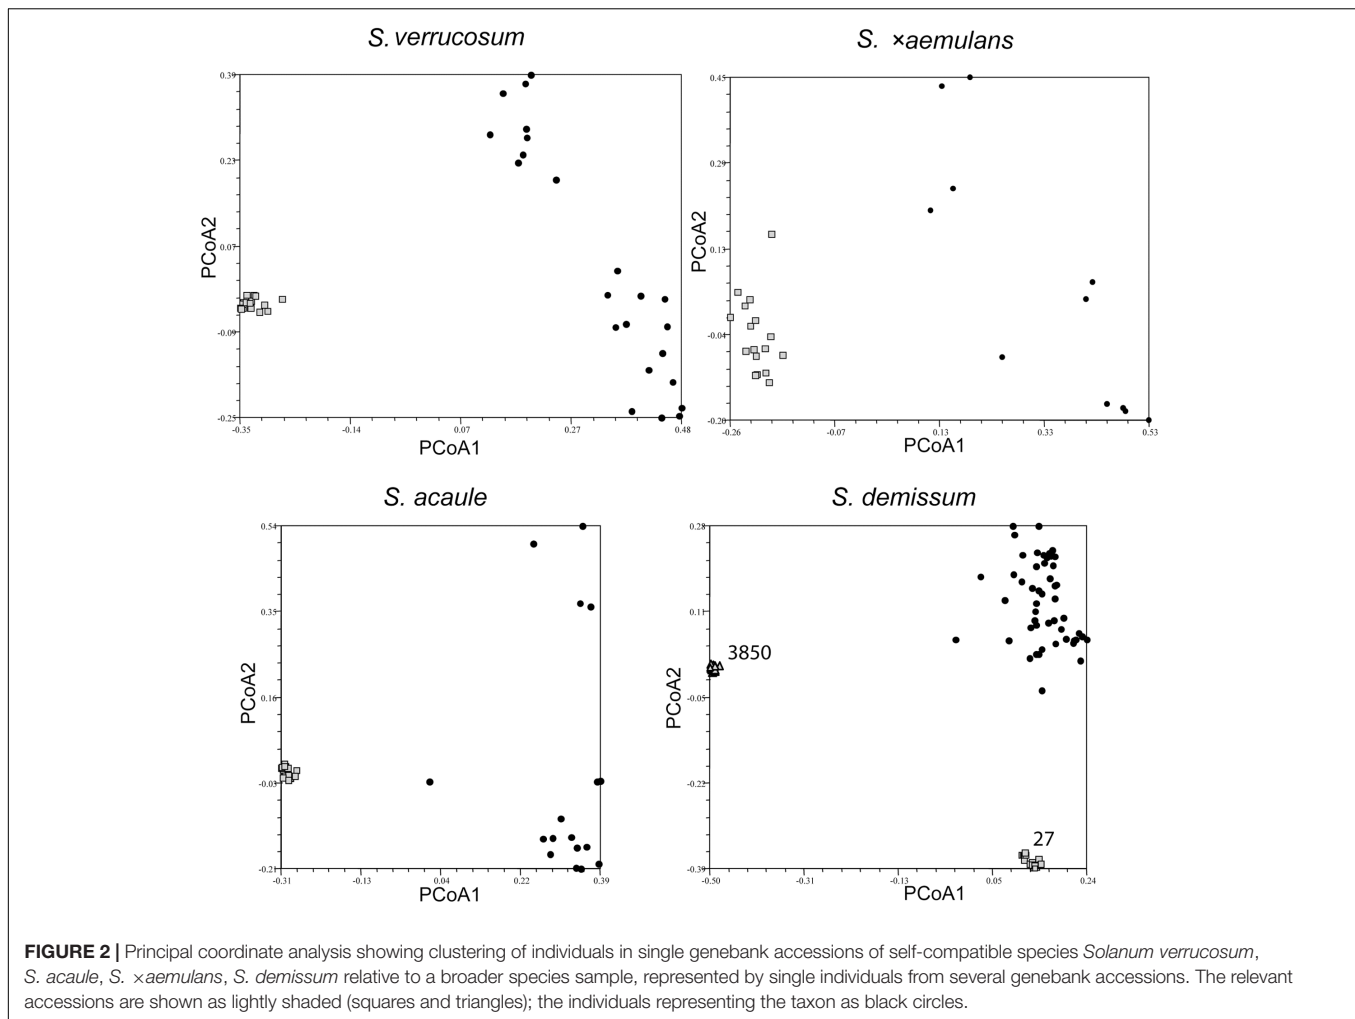 S. verrucosum
0.39
0.23
0.07
-0.09
-0.25
PCoA2
-0.35
-0.14
0.07
0.27
0.48
PCoA1
S. ×aemulans
0.45
0.29
0.13
-0.04
-0.20
PCoA2
-0.26
-0.07
0.13
0.33
0.53
PCoA1
S. acaule
0.54
0.35
0.16
-0.03
-0.21
PCoA2
-0.31
-0.13
0.04
0.22
0.39
PCoA1
S. demissum
0.28
0.11
-0.05
-0.22
-0.39
PCoA2
3850
27
-0.50
-0.31
-0.13
0.05
0.24
PCoA1
FIGURE 2 | Principal coordinate analysis showing clustering of individuals in single genebank accessions of self-compatible species Solanum verrucosum,
S. acaule, S. ×aemulans, S. demissum relative to a broader species sample, represented by single individuals from several genebank accessions. The relevant
accessions are shown as lightly shaded (squares and triangles); the individuals representing the taxon as black circles.